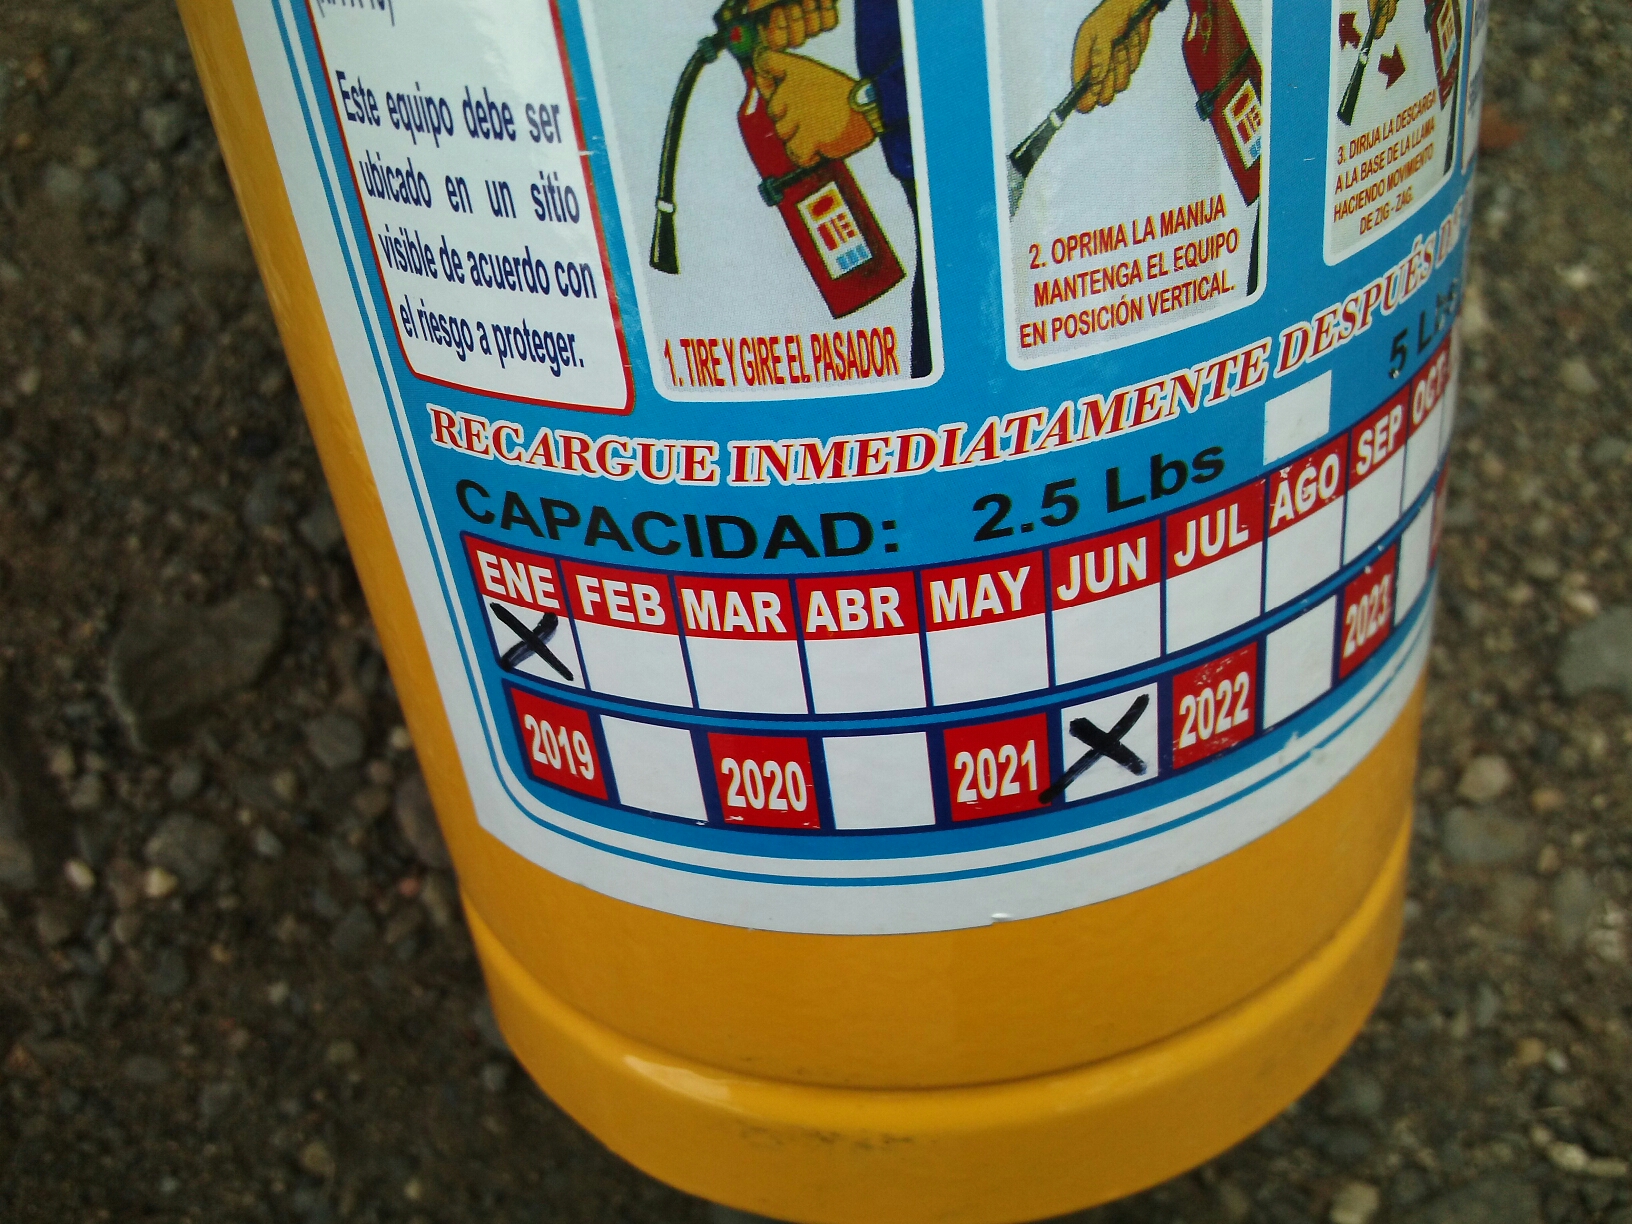 Este equipo debe ser
ubicado en un sitio
visible de acuerdo con
el riesgo a proteger.
1. TIRE Y GIRE EL PASADOR
2. OPRIMA LA MANIJA
MANTENGA EL EQUIPO
EN POSICIÓN VERTICAL.
3. DIRIJA LA DESCARGA
A LA BASE DE LA LLAMA
HACIENDO MOVIMIENTO
DE ZIG - ZAG.
RECARGUE INMEDIATAMENTE DESPUÉS
CAPACIDAD: 2.5 Lbs 5
ENE FEB MAR ABR MAY JUN JUL AGO SEP OCT
X
2019 2020 2021 X 2022 2023